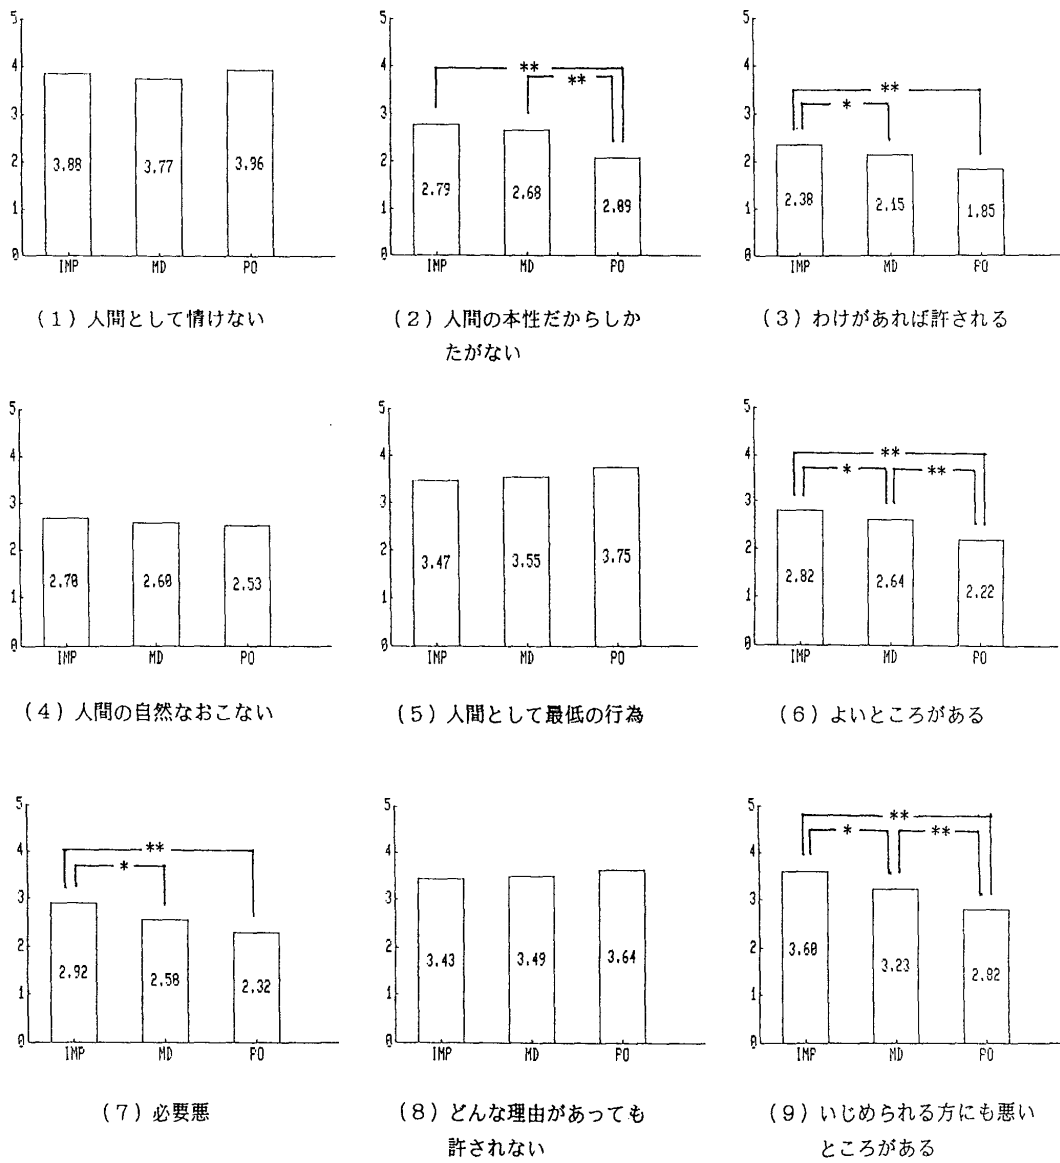 5
4
3
2
1
0
3.88
3.77
3.96
IMP
MD
PO
(1)人間として情けない
5
4
3
2
1
0
**
**
2.79
2.68
2.09
IMP
MD
PO
(2)人間の本性だからしか
たがない
5
4
3
2
1
0
**
*
2.38
2.15
1.85
IMP
MD
PO
(3)わけがあれば許される
5
4
3
2
1
0
2.70
2.60
2.53
IMP
MD
PO
(4)人間の自然なおこない
5
4
3
2
1
0
3.47
3.55
3.75
IMP
MD
PO
(5)人間として最低の行為
5
4
3
2
1
0
**
*
**
2.82
2.64
2.22
IMP
MD
PO
(6)よいところがある
5
4
3
2
1
0
**
*
2.92
2.58
2.32
IMP
MD
PO
(7)必要悪
5
4
3
2
1
0
3.43
3.49
3.64
IMP
MD
PO
(8)どんな理由があっても
許されない
5
4
3
2
1
0
**
*
**
3.60
3.23
2.82
IMP
MD
PO
(9)いじめられる方にも悪い
ところがある